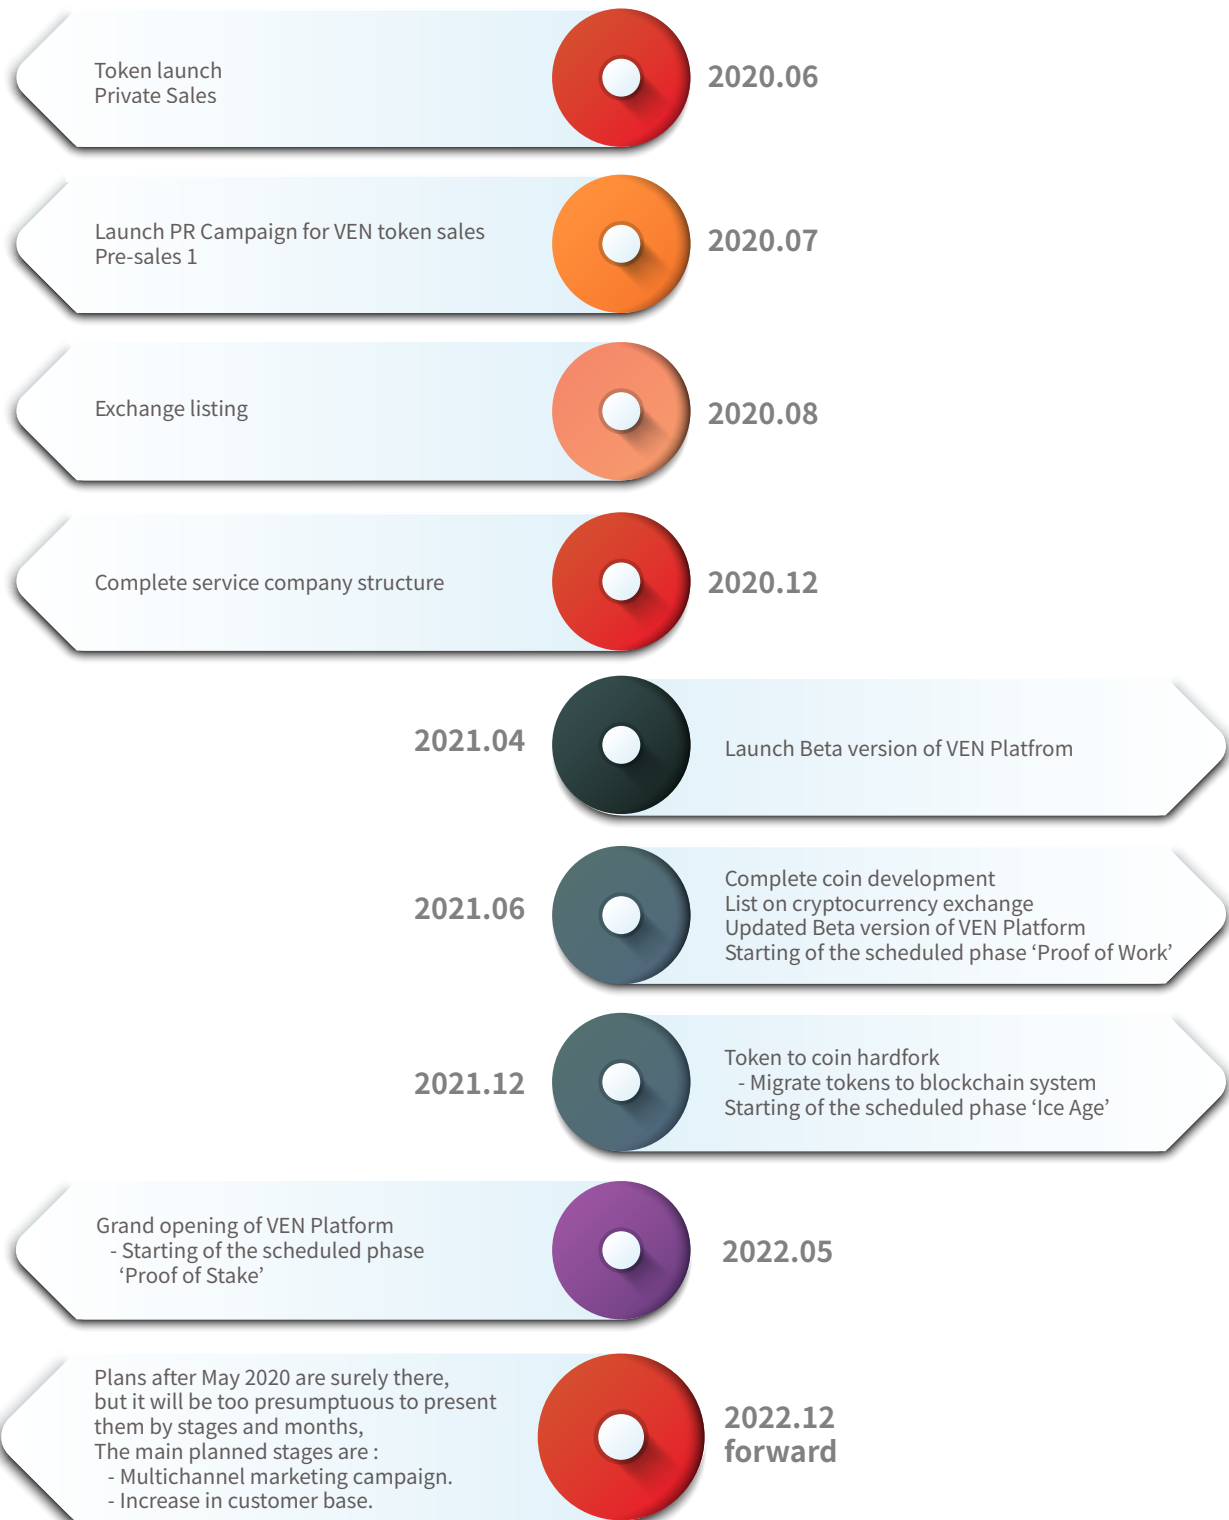 Token launch
Private Sales
2020.06
Launch PR Campaign for VEN token sales
Pre-sales 1
2020.07
Exchange listing
2020.08
Complete service company structure
2020.12
2021.04
Launch Beta version of VEN Platfrom
2021.06
Complete coin development
List on cryptocurrency exchange
Updated Beta version of VEN Platform
Starting of the scheduled phase ‘Proof of Work’
2021.12
Token to coin hardfork
- Migrate tokens to blockchain system
Starting of the scheduled phase ‘Ice Age’
Grand opening of VEN Platform
- Starting of the scheduled phase
‘Proof of Stake’
2022.05
Plans after May 2020 are surely there,
but it will be too presumptuous to present
them by stages and months,
The main planned stages are :
- Multichannel marketing campaign.
- Increase in customer base.
2022.12
forward